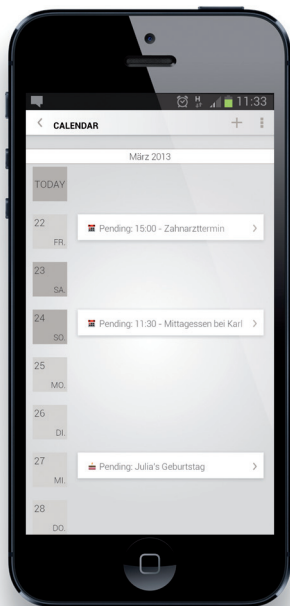 H 11:33
CALENDAR
März 2013
TODAY
22
FR.
Pending: 15:00 - Zahnarzttermin
23
SA.
24
SO.
Pending: 11:30 - Mittagessen bei Karl
25
MO.
26
DI.
27
MI.
Pending: Julia's Geburtstag
28
DO.